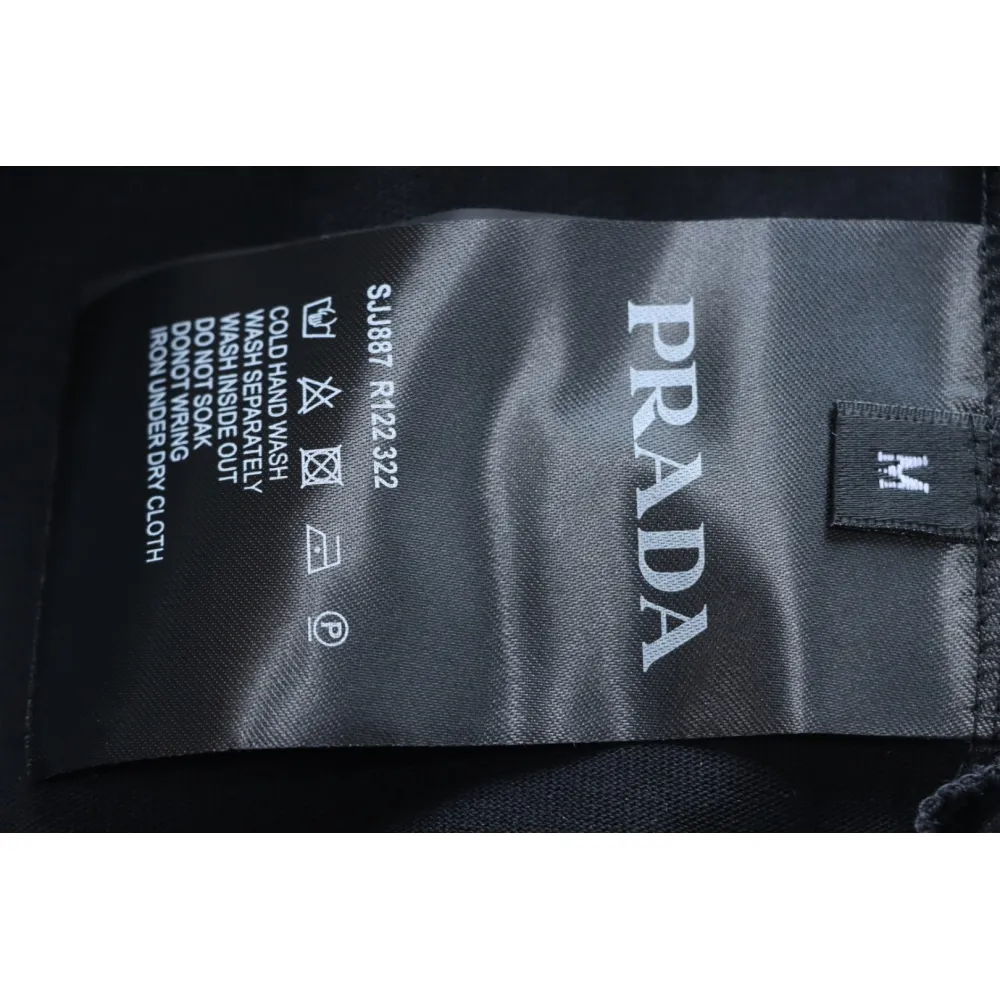 PRADA
M
SJJ887 R122 322
P
COLD HAND WASH
WASH SEPARATELY
WASH INSIDE OUT
DO NOT SOAK
DONOT WRING
IRON UNDER DRY CLOTH